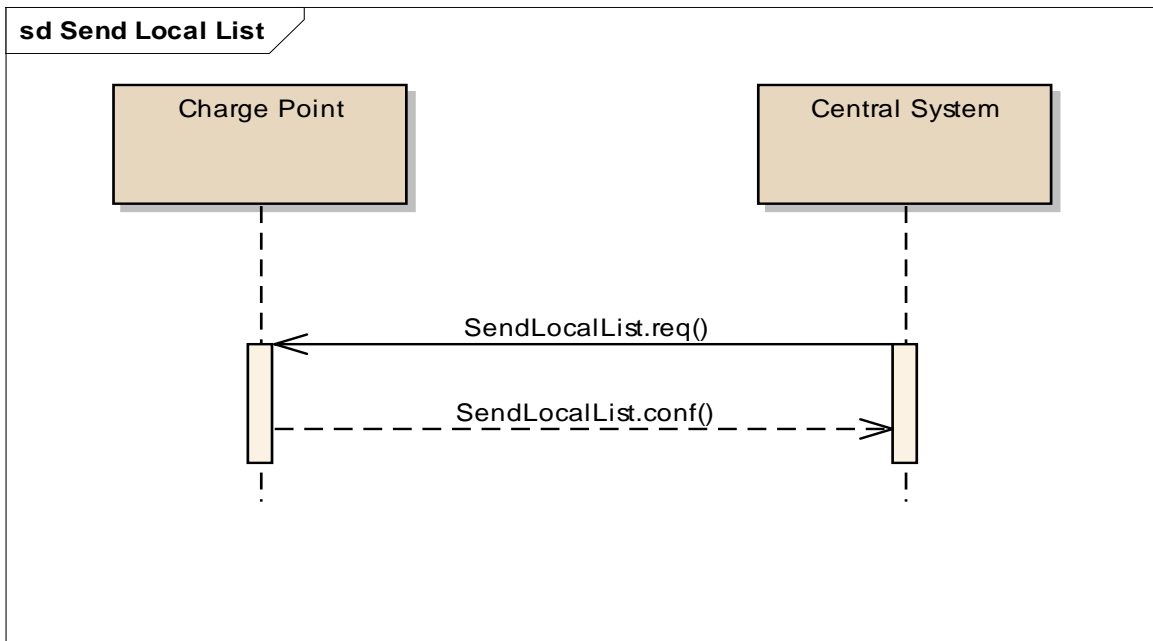 sd Send Local List
Charge Point
Central System
SendLocalList.req()
SendLocalList.conf()